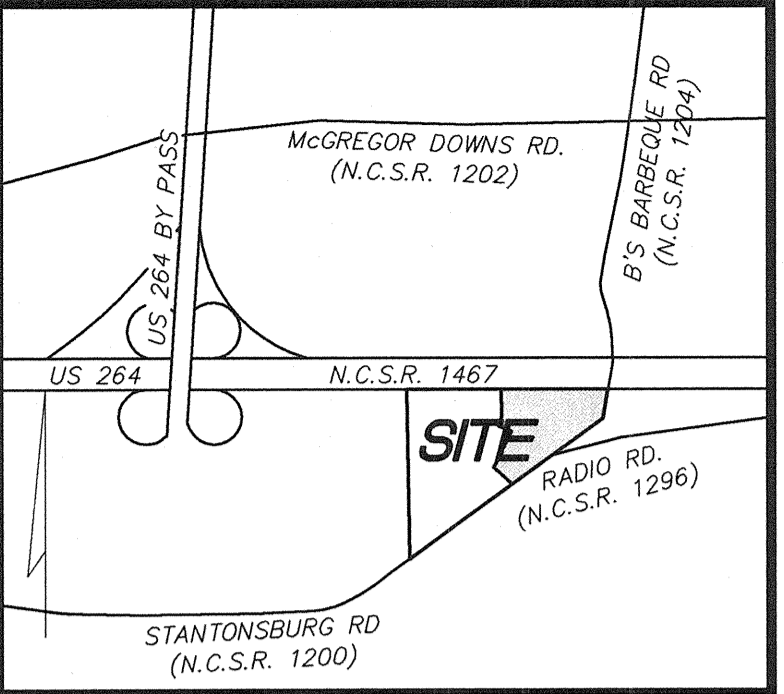 McGREGOR DOWNS RD.
(N.C.S.R. 1202)
B'S BARBEQUE RD
(N.C.S.R. 1204)
US 264 BY PASS
US 264
N.C.S.R. 1467
SITE
RADIO RD.
(N.C.S.R. 1296)
STANTONSBURG RD
(N.C.S.R. 1200)